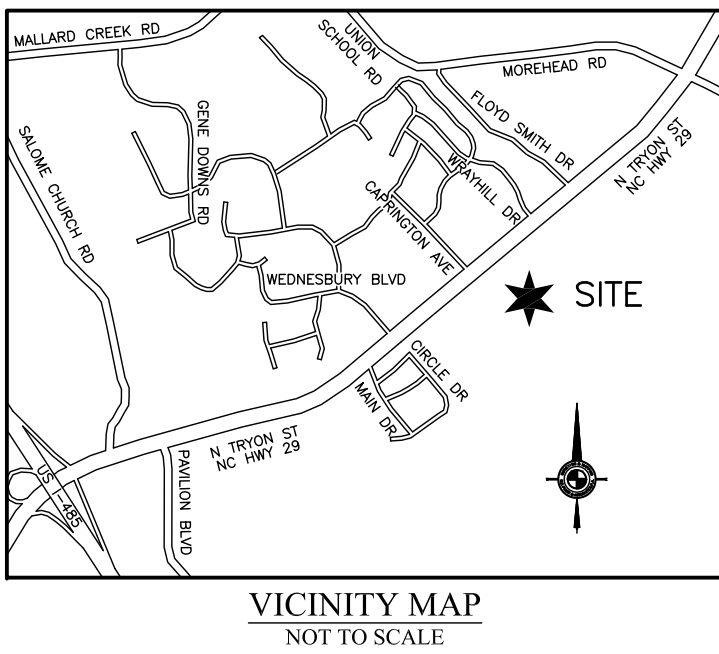 MALLARD CREEK RD
UNION
SCHOOL RD
MOREHEAD RD
FLOYD SMITH DR
N TRYON ST
NC HWY 29
GENE DOWNS RD
SALOME CHURCH RD
WRAYHILL DR
CAPRINGTON AVE
WEDNESBURY BLVD
SITE
CIRCLE DR
MAIN DR
N TRYON ST
NC HWY 29
PAVILION BLVD
US I-485
VICINITY MAP
NOT TO SCALE